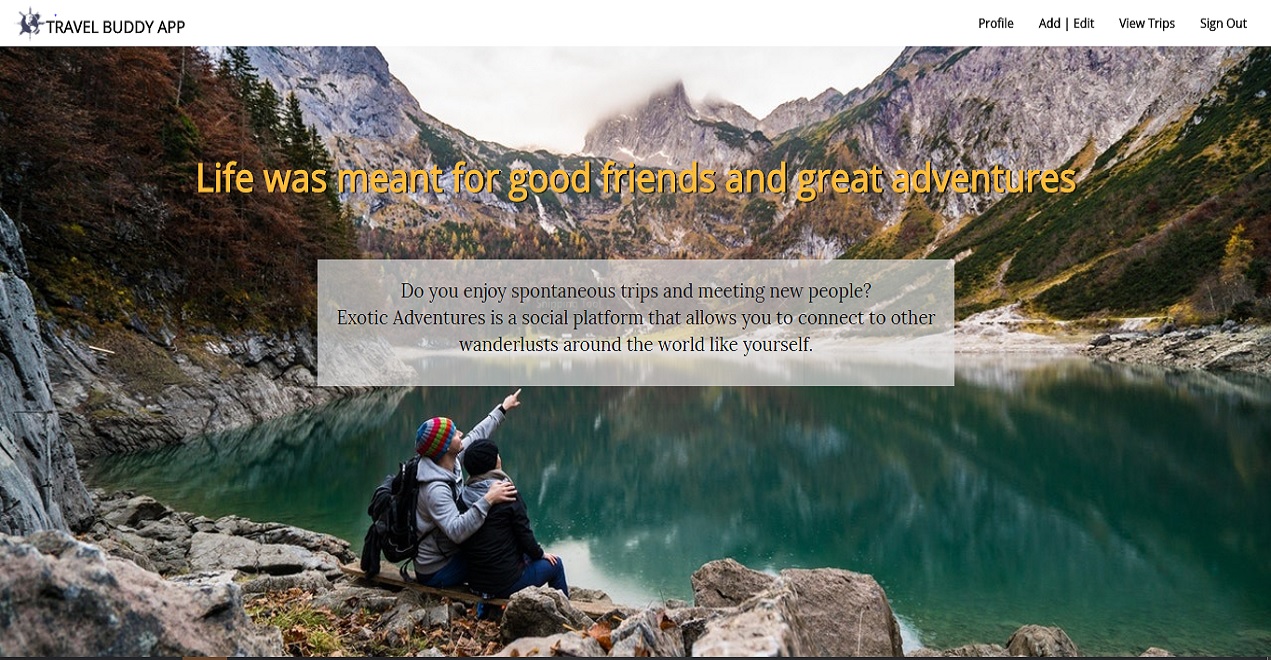 TRAVEL BUDDY APP
Profile
Add | Edit
View Trips
Sign Out
Life was meant for good friends and great adventures
Do you enjoy spontaneous trips and meeting new people?
Exotic Adventures is a social platform that allows you to connect to other
wanderlusts around the world like yourself.